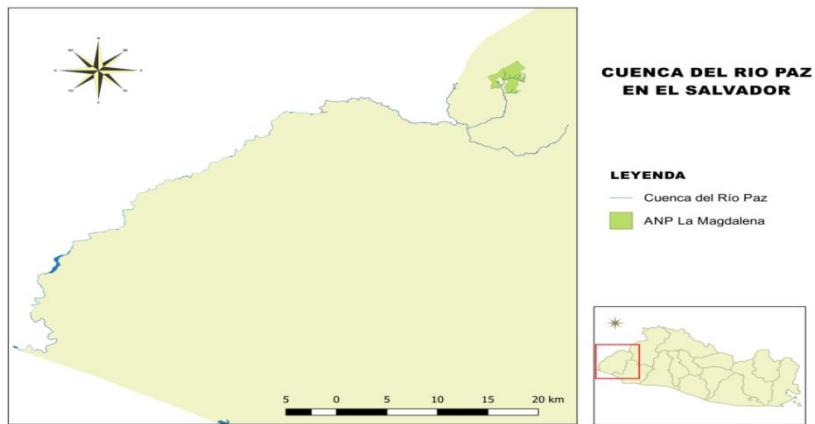 CUENCA DEL RIO PAZ
EN EL SALVADOR
LEYENDA
Cuenca del Río Paz
ANP La Magdalena
5 0 5 10 15 20 km